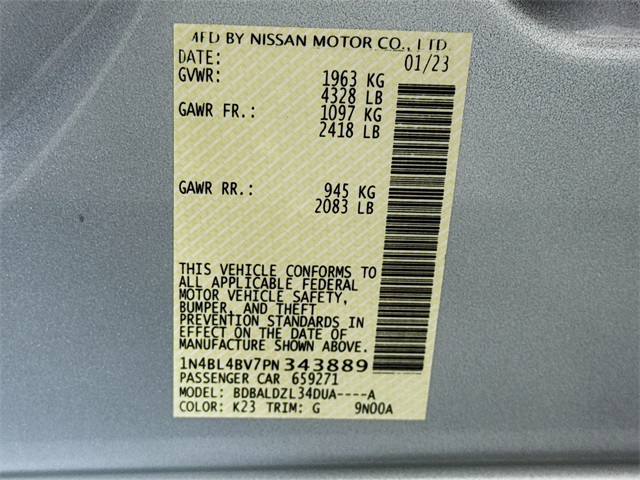 MFD BY NISSAN MOTOR CO., LTD.
DATE: 01/23
GVWR: 1963 KG
4328 LB
GAWR FR.: 1097 KG
2418 LB
GAWR RR.: 945 KG
2083 LB
THIS VEHICLE CONFORMS TO
ALL APPLICABLE FEDERAL
MOTOR VEHICLE SAFETY,
BUMPER, AND THEFT
PREVENTION STANDARDS IN
EFFECT ON THE DATE OF
MANUFACTURE SHOWN ABOVE.
1N4BL4BV7PN343889
PASSENGER CAR 659271
MODEL: BDBALDZL34DUA----A
COLOR: K23 TRIM: G 9N00A